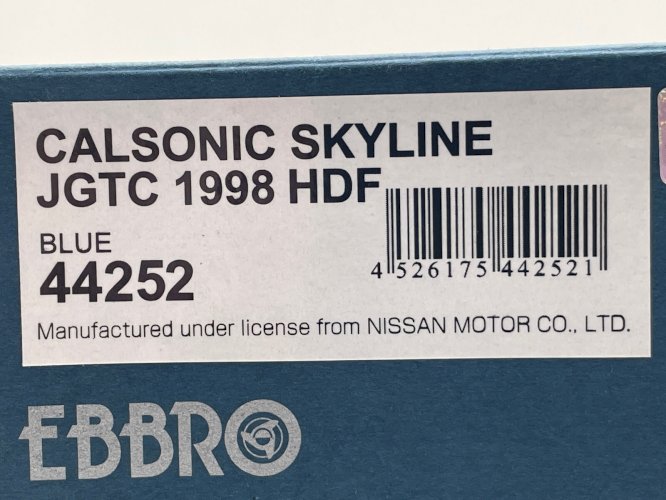 CALSONIC SKYLINE
JGTC 1998 HDF
BLUE
44252
4 526175 442521
Manufactured under license from NISSAN MOTOR CO., LTD.
EBBRO